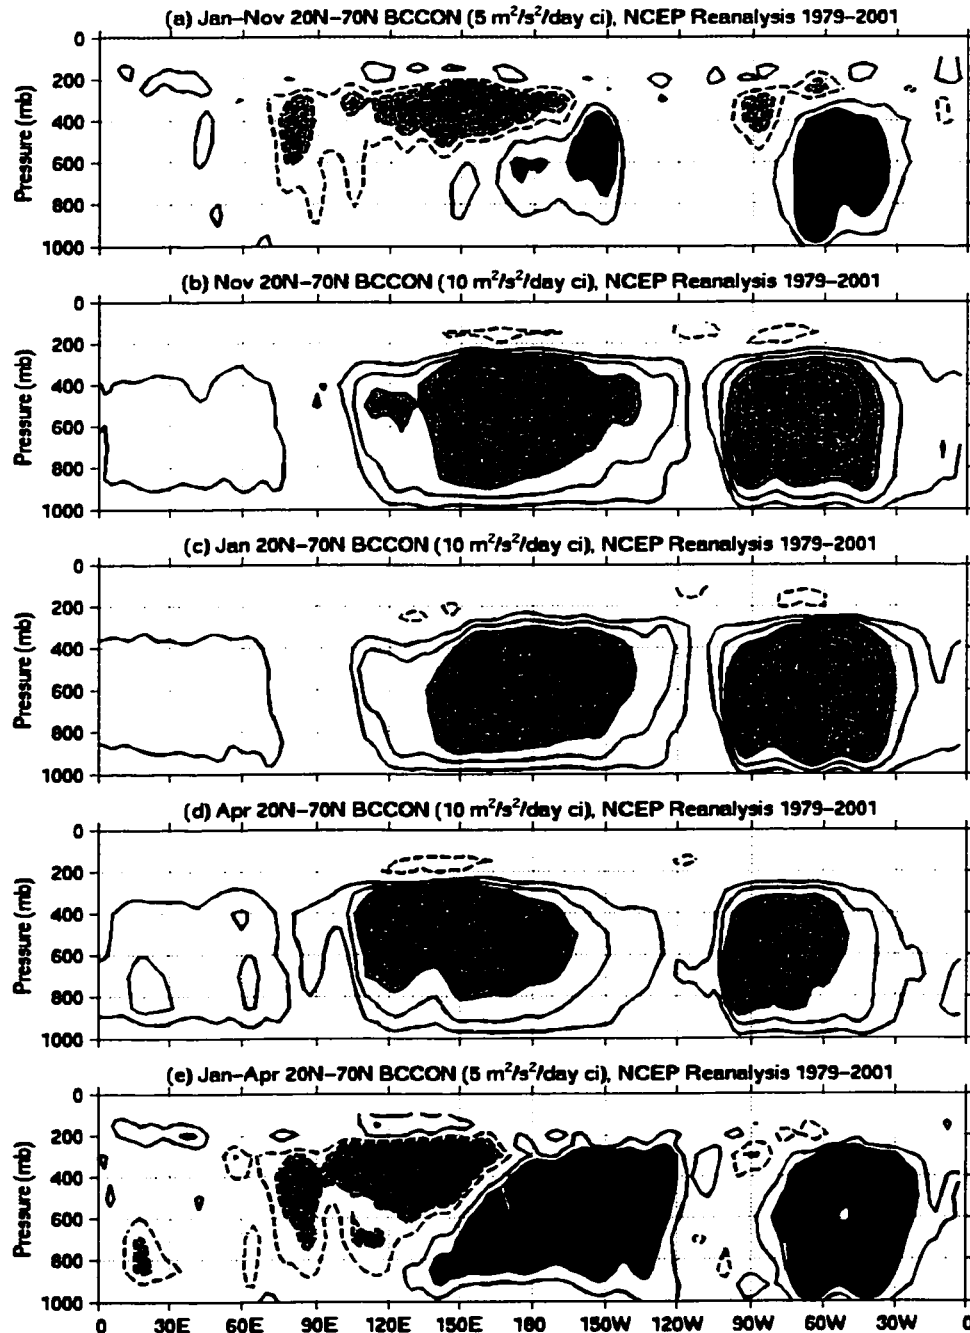 (a) Jan–Nov 20N–70N BCCON (5 m²/s²/day ci), NCEP Reanalysis 1979–2001
0
200
400
600
800
1000
Pressure (mb)
(b) Nov 20N–70N BCCON (10 m²/s²/day ci), NCEP Reanalysis 1979–2001
0
200
400
600
800
1000
Pressure (mb)
(c) Jan 20N–70N BCCON (10 m²/s²/day ci), NCEP Reanalysis 1979–2001
0
200
400
600
800
1000
Pressure (mb)
(d) Apr 20N–70N BCCON (10 m²/s²/day ci), NCEP Reanalysis 1979–2001
0
200
400
600
800
1000
Pressure (mb)
(e) Jan–Apr 20N–70N BCCON (5 m²/s²/day ci), NCEP Reanalysis 1979–2001
0
200
400
600
800
1000
Pressure (mb)
0 30E 60E 90E 120E 150E 180 150W 120W 90W 60W 30W 0